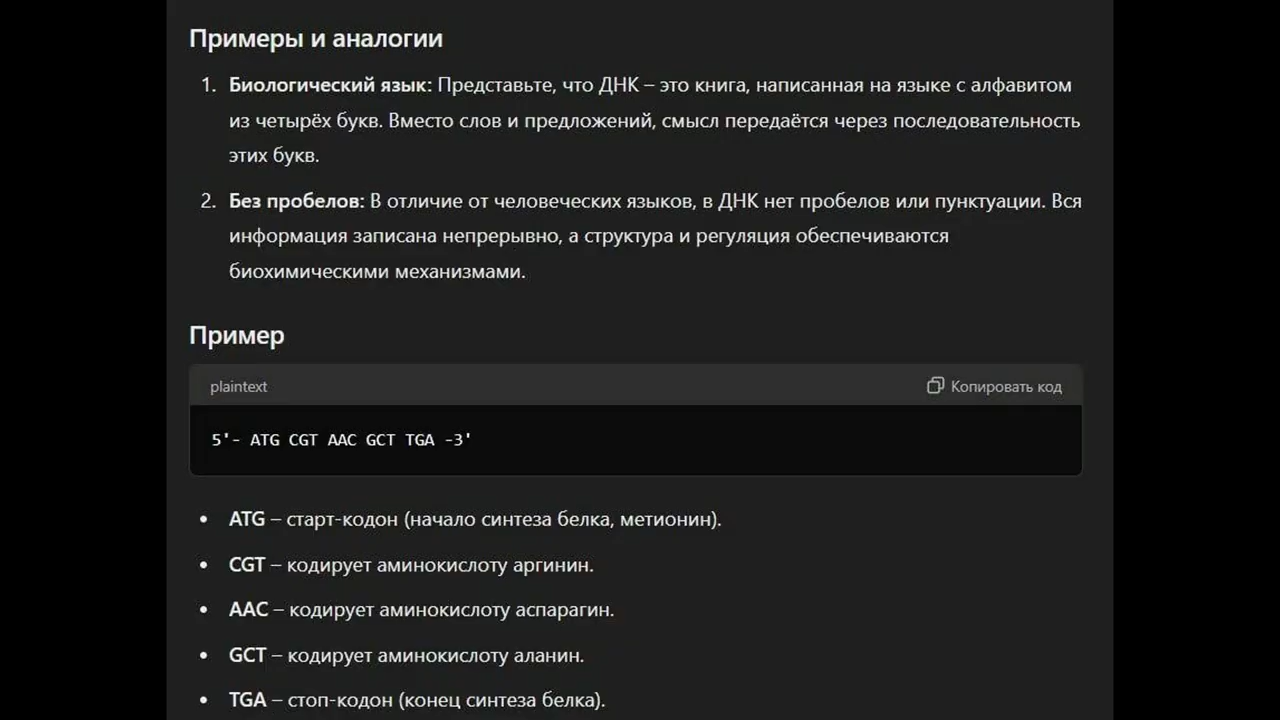 Примеры и аналогии
1. Биологический язык: Представьте, что ДНК – это книга, написанная на языке с алфавитом
из четырёх букв. Вместо слов и предложений, смысл передаётся через последовательность
этих букв.
2. Без пробелов: В отличие от человеческих языков, в ДНК нет пробелов или пунктуации. Вся
информация записана непрерывно, а структура и регуляция обеспечиваются
биохимическими механизмами.
Пример
plaintext Копировать код
5'- ATG CGT AAC GCT TGA -3'
• ATG – старт-кодон (начало синтеза белка, метионин).
• CGT – кодирует аминокислоту аргинин.
• AAC – кодирует аминокислоту аспарагин.
• GCT – кодирует аминокислоту аланин.
• TGA – стоп-кодон (конец синтеза белка).